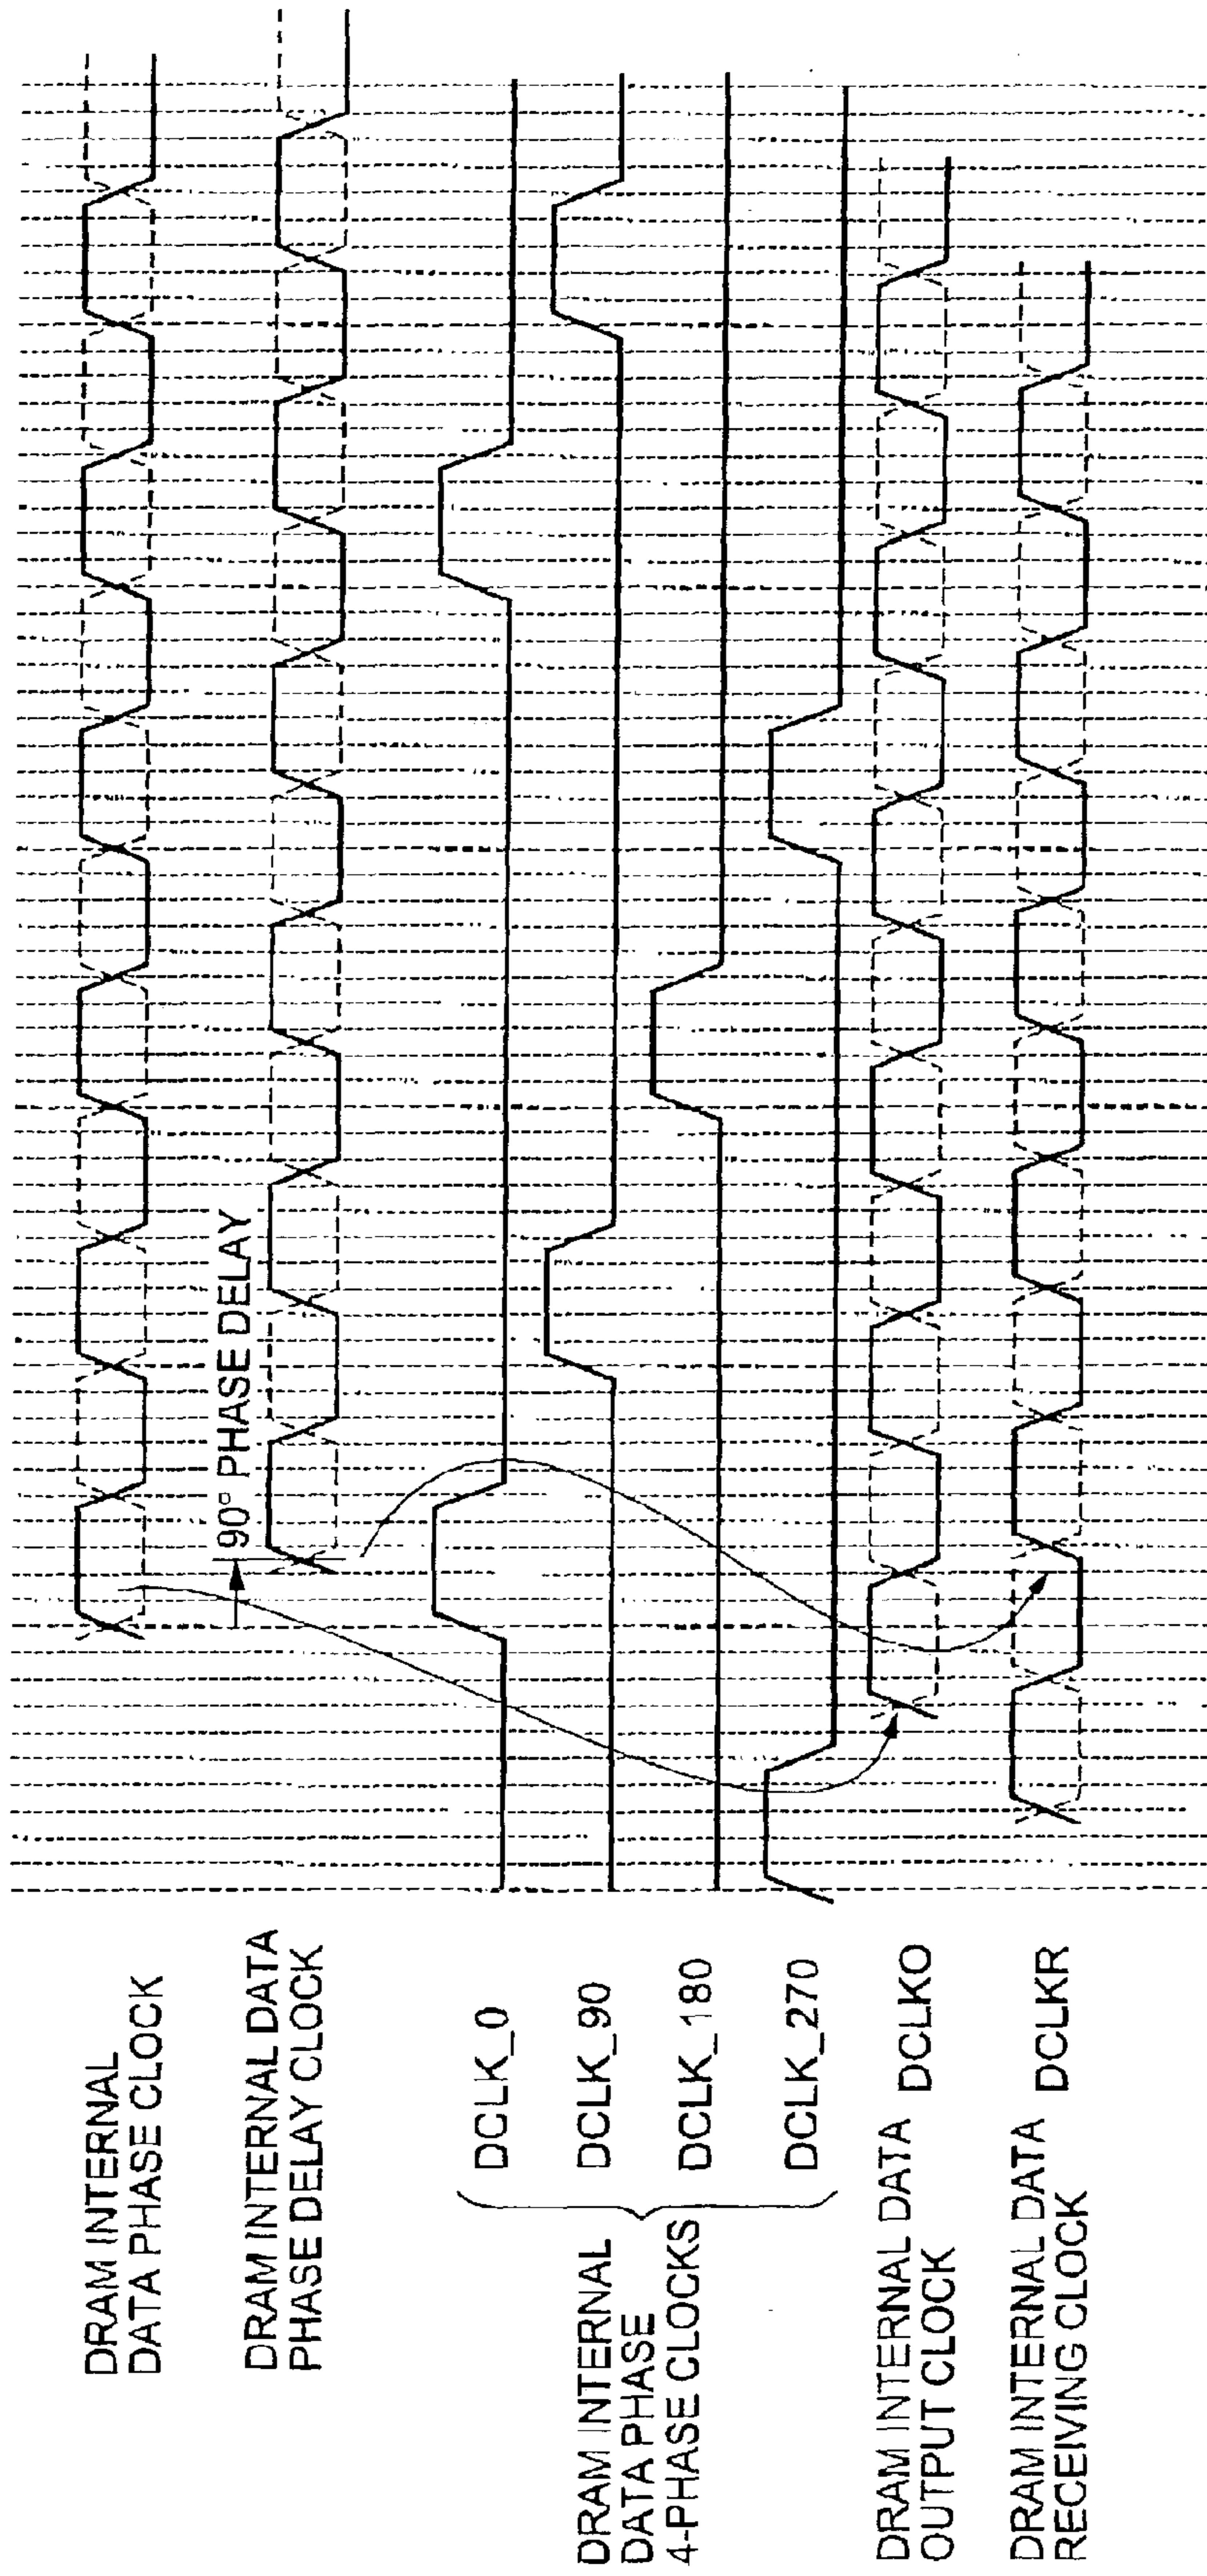 DRAM INTERNAL
DATA PHASE CLOCK
90° PHASE DELAY
DRAM INTERNAL DATA
PHASE DELAY CLOCK
DRAM INTERNAL
DATA PHASE
4-PHASE CLOCKS
DCLK_0
DCLK_90
DCLK_180
DCLK_270
DRAM INTERNAL DATA
OUTPUT CLOCK
DCLKO
DRAM INTERNAL DATA
RECEIVING CLOCK
DCLKR